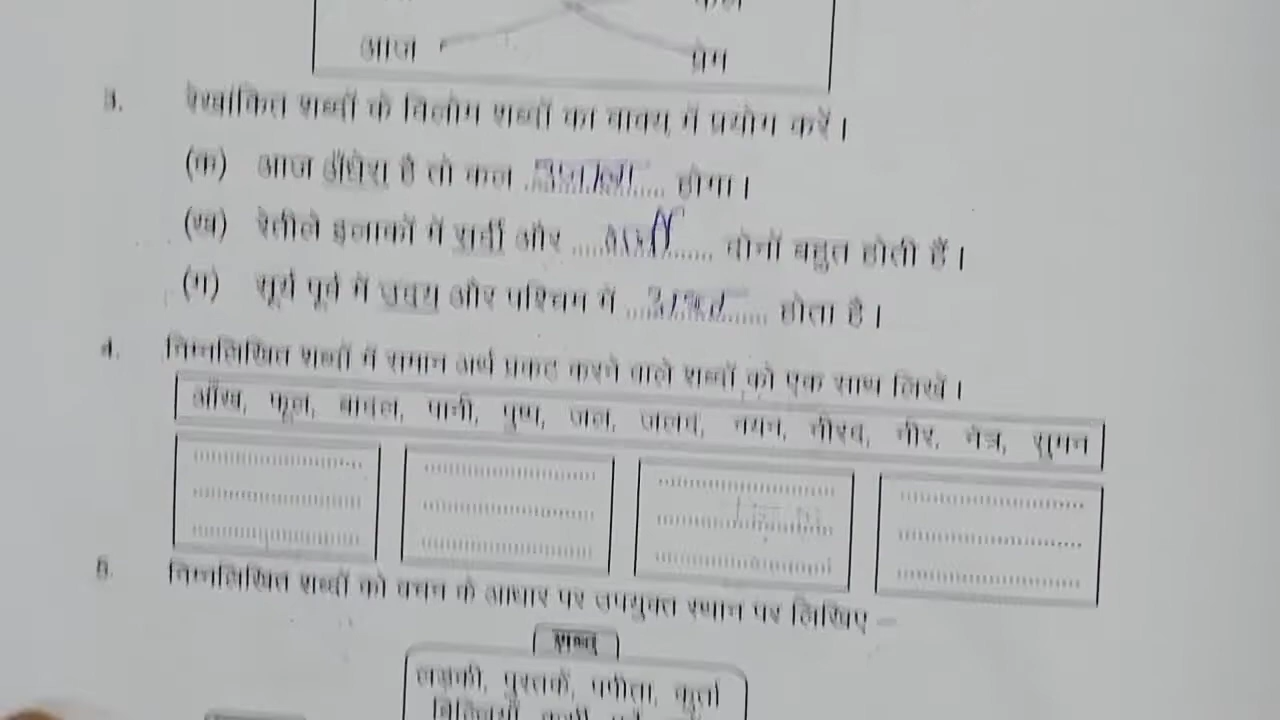 आज प्रेम
3. रेखांकित शब्दों के विलोम शब्दों का वाक्य में प्रयोग करें।
(क) आज अँधेरा है तो कल उजाला होगा।
(ख) रेतीले इलाकों में सर्दी और गर्मी दोनों बहुत होती हैं।
(ग) सूर्य पूर्व में उदय और पश्चिम में अस्त होता है।
4. निम्नलिखित शब्दों में समान अर्थ प्रकट करने वाले शब्दों को एक साथ लिखें।
आँख, फूल, बादल, पानी, पुष्प, जल, जलद, नयन, नीरद, नीर, नेत्र, सुमन
5. निम्नलिखित शब्दों को वचन के आधार पर उपयुक्त स्थान पर लिखिए –
शब्द
लड़की, पुस्तकें, पपीता, कुर्ता
बिल्लियाँ